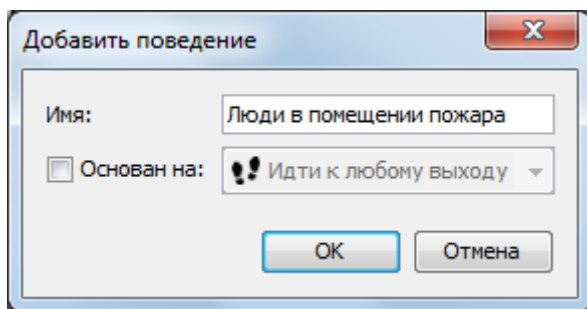 Добавить поведение
Имя: Люди в помещении пожара
Основан на: Идти к любому выходу
OK Отмена